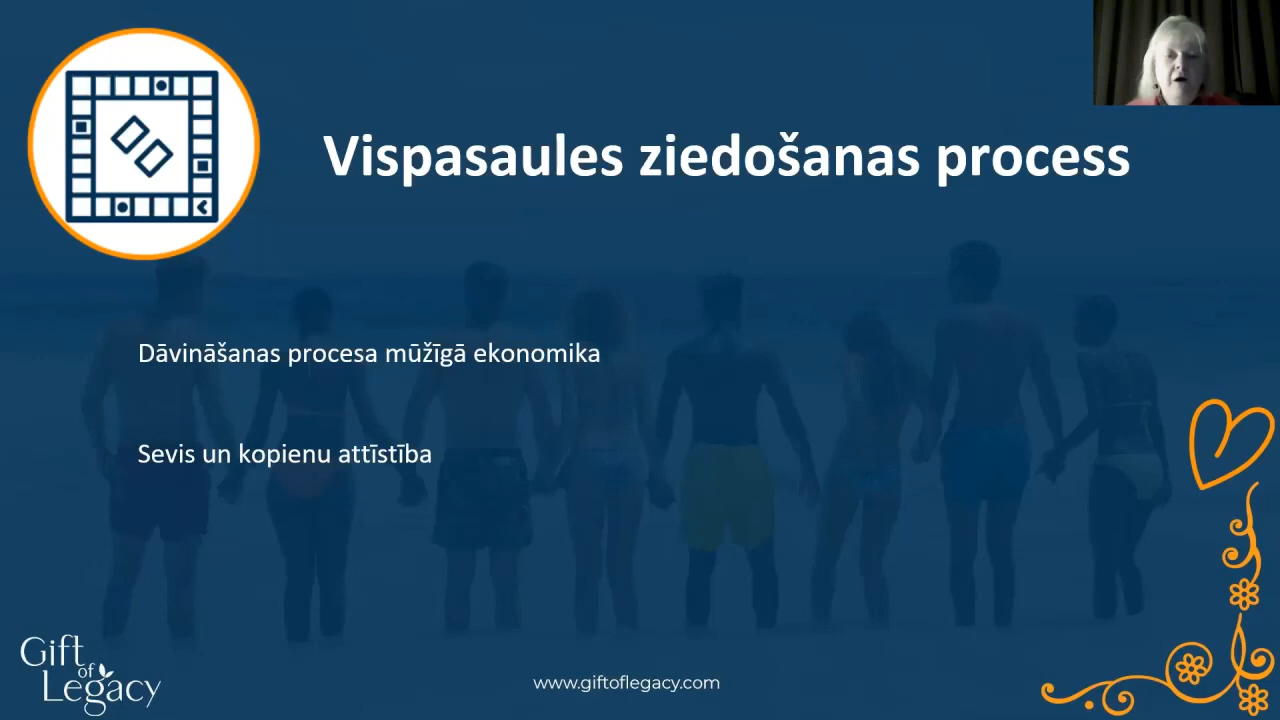 Vispasaules ziedošanas process
Dāvināšanas procesa mūžīgā ekonomika
Sevis un kopienu attīstība
Gift
of
Legacy
www.giftoflegacy.com